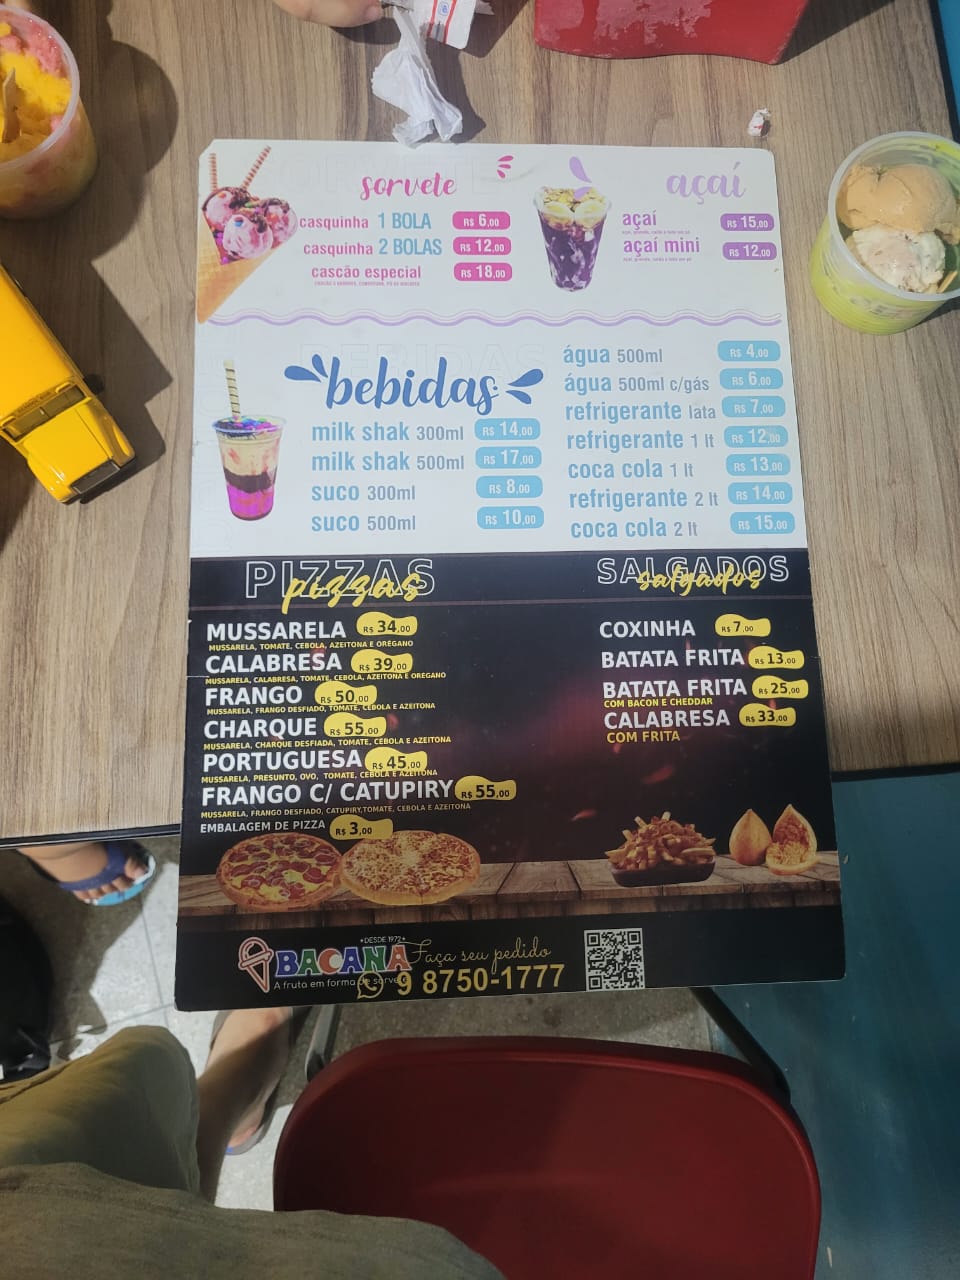 sorvete
casquinha 1 BOLA R$ 6,00
casquinha 2 BOLAS R$ 12,00
cascão especial R$ 18,00
açaí
açaí R$ 15,00
açaí mini R$ 12,00
BEBIDAS
bebidas
milk shak 300ml R$ 14,00
milk shak 500ml R$ 17,00
suco 300ml R$ 8,00
suco 500ml R$ 10,00
água 500ml R$ 4,00
água 500ml c/gás R$ 6,00
refrigerante lata R$ 7,00
refrigerante 1 lt R$ 12,00
coca cola 1 lt R$ 13,00
refrigerante 2 lt R$ 14,00
coca cola 2 lt R$ 15,00
PIZZAS
pizzas
MUSSARELA R$ 34,00
MUSSARELA, TOMATE, CEBOLA, AZEITONA E ORÉGANO
CALABRESA R$ 39,00
MUSSARELA, CALABRESA, TOMATE, CEBOLA, AZEITONA E OREGANO
FRANGO R$ 50,00
MUSSARELA, FRANGO DESFIADO, TOMATE, CEBOLA E AZEITONA
CHARQUE R$ 55,00
MUSSARELA, CHARQUE DESFIADA, TOMATE, CEBOLA E AZEITONA
PORTUGUESA R$ 45,00
MUSSARELA, PRESUNTO, OVO, TOMATE, CEBOLA E AZEITONA
FRANGO C/ CATUPIRY R$ 55,00
MUSSARELA, FRANGO DESFIADO, CATUPIRY,TOMATE, CEBOLA E AZEITONA
EMBALAGEM DE PIZZA R$ 3,00
SALGADOS
salgados
COXINHA R$ 7,00
BATATA FRITA R$ 13,00
BATATA FRITA R$ 25,00
COM BACON E CHEDDAR
CALABRESA R$ 33,00
COM FRITA
•DESDE 1972•
BACANA
A fruta em forma de sorvete
Faça seu pedido
9 8750-1777